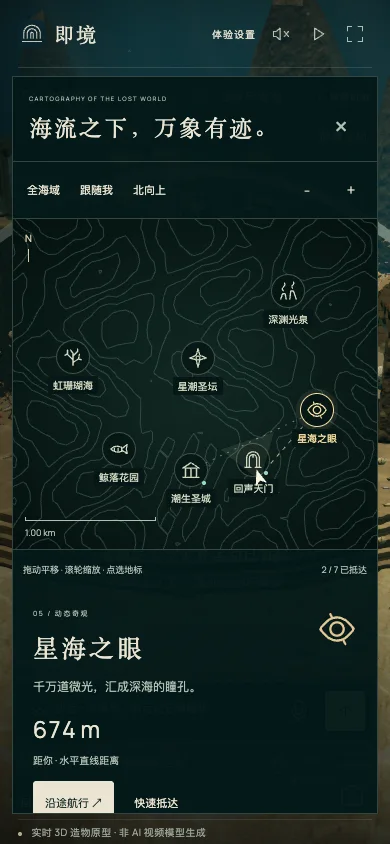 即境
体验设置
CARTOGRAPHY OF THE LOST WORLD
海流之下，万象有迹。
全海域 跟随我 北向上 - +
N
深渊光泉
虹珊瑚海
星潮圣坛
星海之眼
鲸落花园
潮生圣城
回声天门
1.00 km
拖动平移 · 滚轮缩放 · 点选地标
2 / 7 已抵达
05 / 动态奇观
星海之眼
千万道微光，汇成深海的瞳孔。
674 m
距你 · 水平直线距离
沿途航行 ↗ 快速抵达
实时 3D 造物原型 · 非 AI 视频模型生成